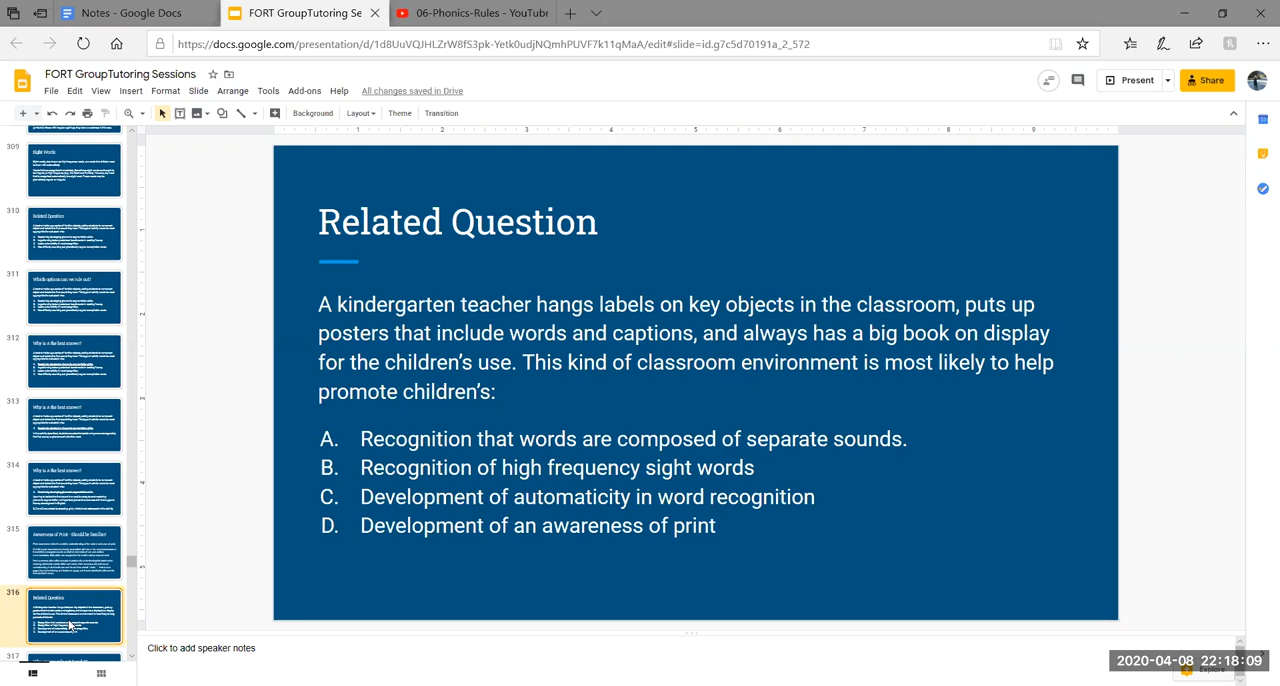 Notes - Google Docs
FORT GroupTutoring Se
06-Phonics-Rules - YouTube
https://docs.google.com/presentation/d/1d8UuVQJHLZrW8fS3pk-Yetk0udjNQmhPUVF7k11qMaA/edit#slide=id.g7c5d70191a_2_572
FORT GroupTutoring Sessions
File Edit View Insert Format Slide Arrange Tools Add-ons Help All changes saved in Drive
Present
Share
Background Layout Theme Transition
309
Sight Words
310
Related Question
311
Which options can we rule out?
312
Why is A the best answer?
313
Why is A the best answer?
314
Why is A the best answer?
315
Awareness of Print - Should be familiar!
316
Related Question
317
Related Question
A kindergarten teacher hangs labels on key objects in the classroom, puts up
posters that include words and captions, and always has a big book on display
for the children's use. This kind of classroom environment is most likely to help
promote children's:
A. Recognition that words are composed of separate sounds.
B. Recognition of high frequency sight words
C. Development of automaticity in word recognition
D. Development of an awareness of print
Click to add speaker notes
2020-04-08 22:18:09
Explore